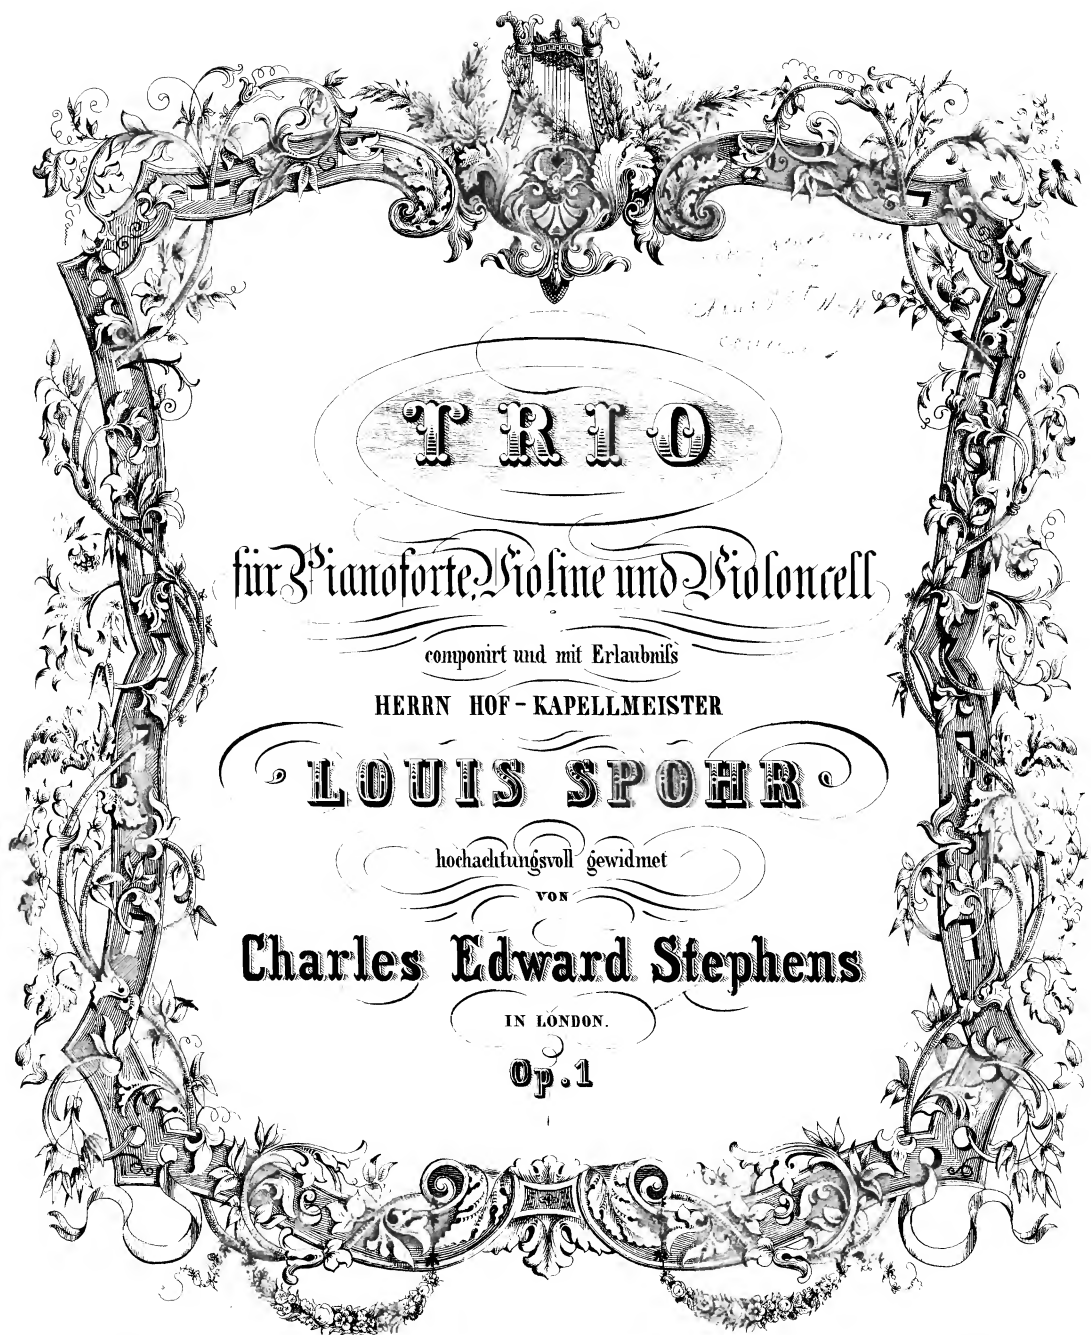 TRIO
für Pianoforte, Violine und Violoncell
componirt und mit Erlaubniſs
HERRN HOF-KAPELLMEISTER
LOUIS SPOHR
hochachtungsvoll gewidmet
VON
Charles Edward Stephens
IN LONDON.
Op.1